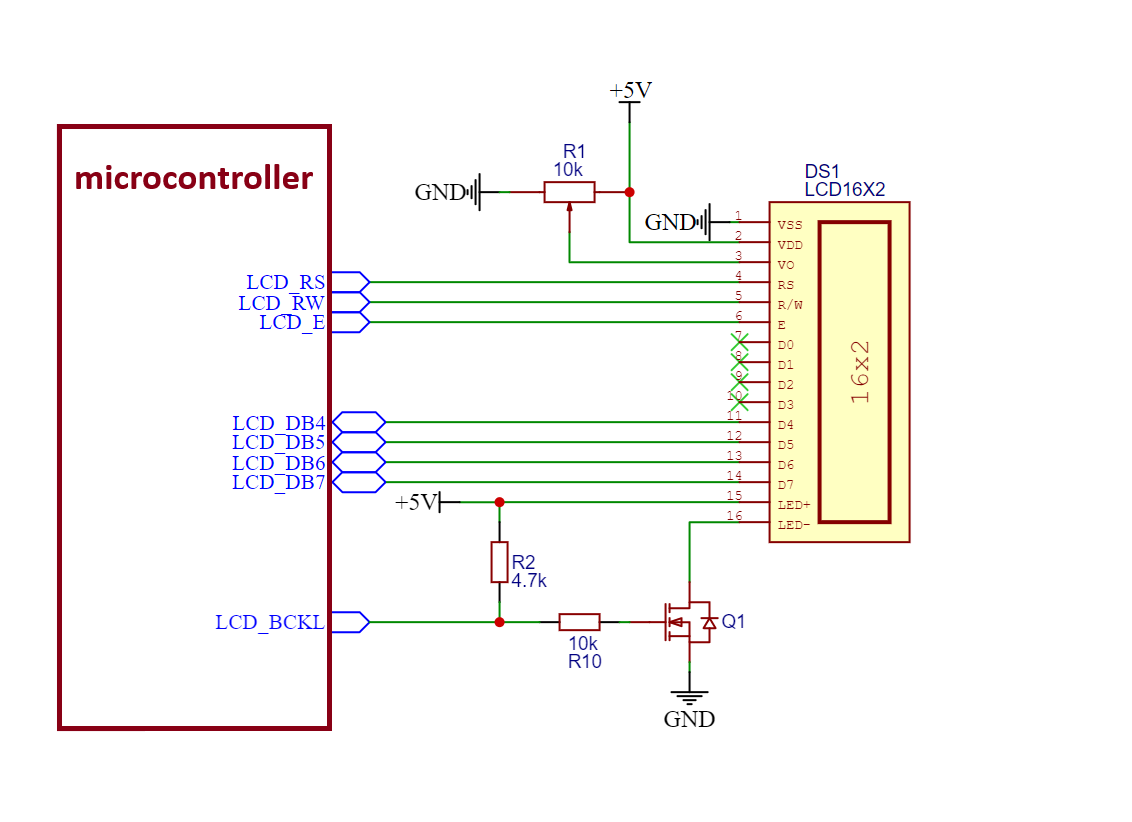 +5V
microcontroller
R1
10k
GND
DS1
LCD16X2
GND
1
VSS
2
VDD
3
VO
LCD_RS
4
RS
LCD_RW
5
R/W
LCD_E
6
E
7
D0
8
D1
9
D2
10
D3
16x2
LCD_DB4
11
D4
LCD_DB5
12
D5
LCD_DB6
13
D6
LCD_DB7
14
D7
+5V
15
LED+
16
LED-
R2
4.7k
LCD_BCKL
10k
R10
Q1
GND